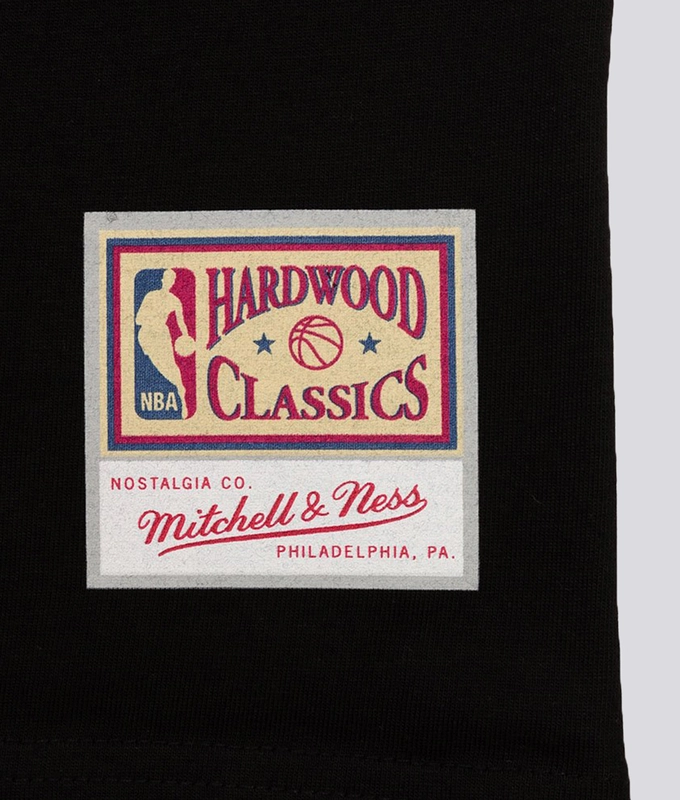 HARDWOOD
CLASSICS
NBA
NOSTALGIA CO.
Mitchell & Ness
PHILADELPHIA, PA.